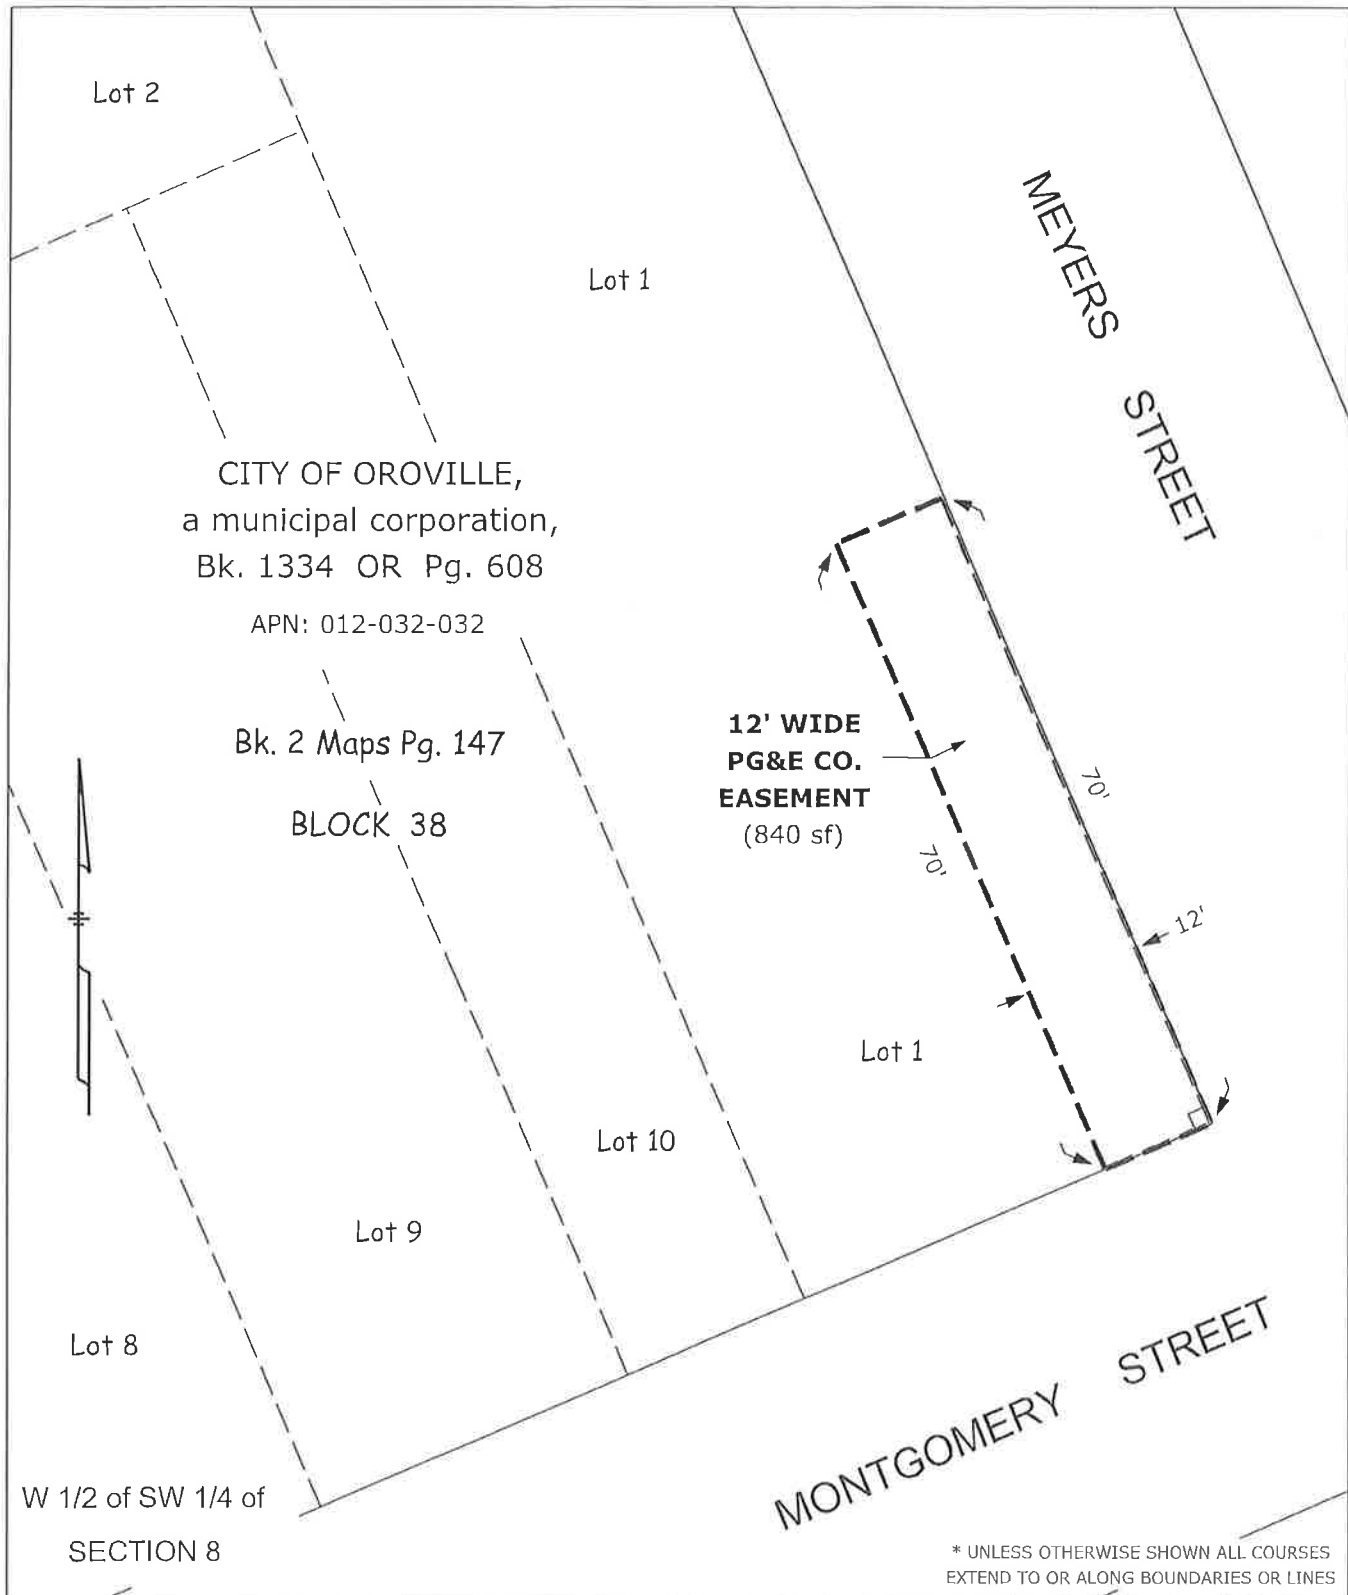 Lot 2
Lot 1
MEYERS STREET
CITY OF OROVILLE,
a municipal corporation,
Bk. 1334 OR Pg. 608
APN: 012-032-032
Bk. 2 Maps Pg. 147
BLOCK 38
12' WIDE
PG&E CO.
EASEMENT
(840 sf)
70'
70'
12'
Lot 1
Lot 10
Lot 9
Lot 8
MONTGOMERY STREET
W 1/2 of SW 1/4 of
SECTION 8
* UNLESS OTHERWISE SHOWN ALL COURSES
EXTEND TO OR ALONG BOUNDARIES OR LINES